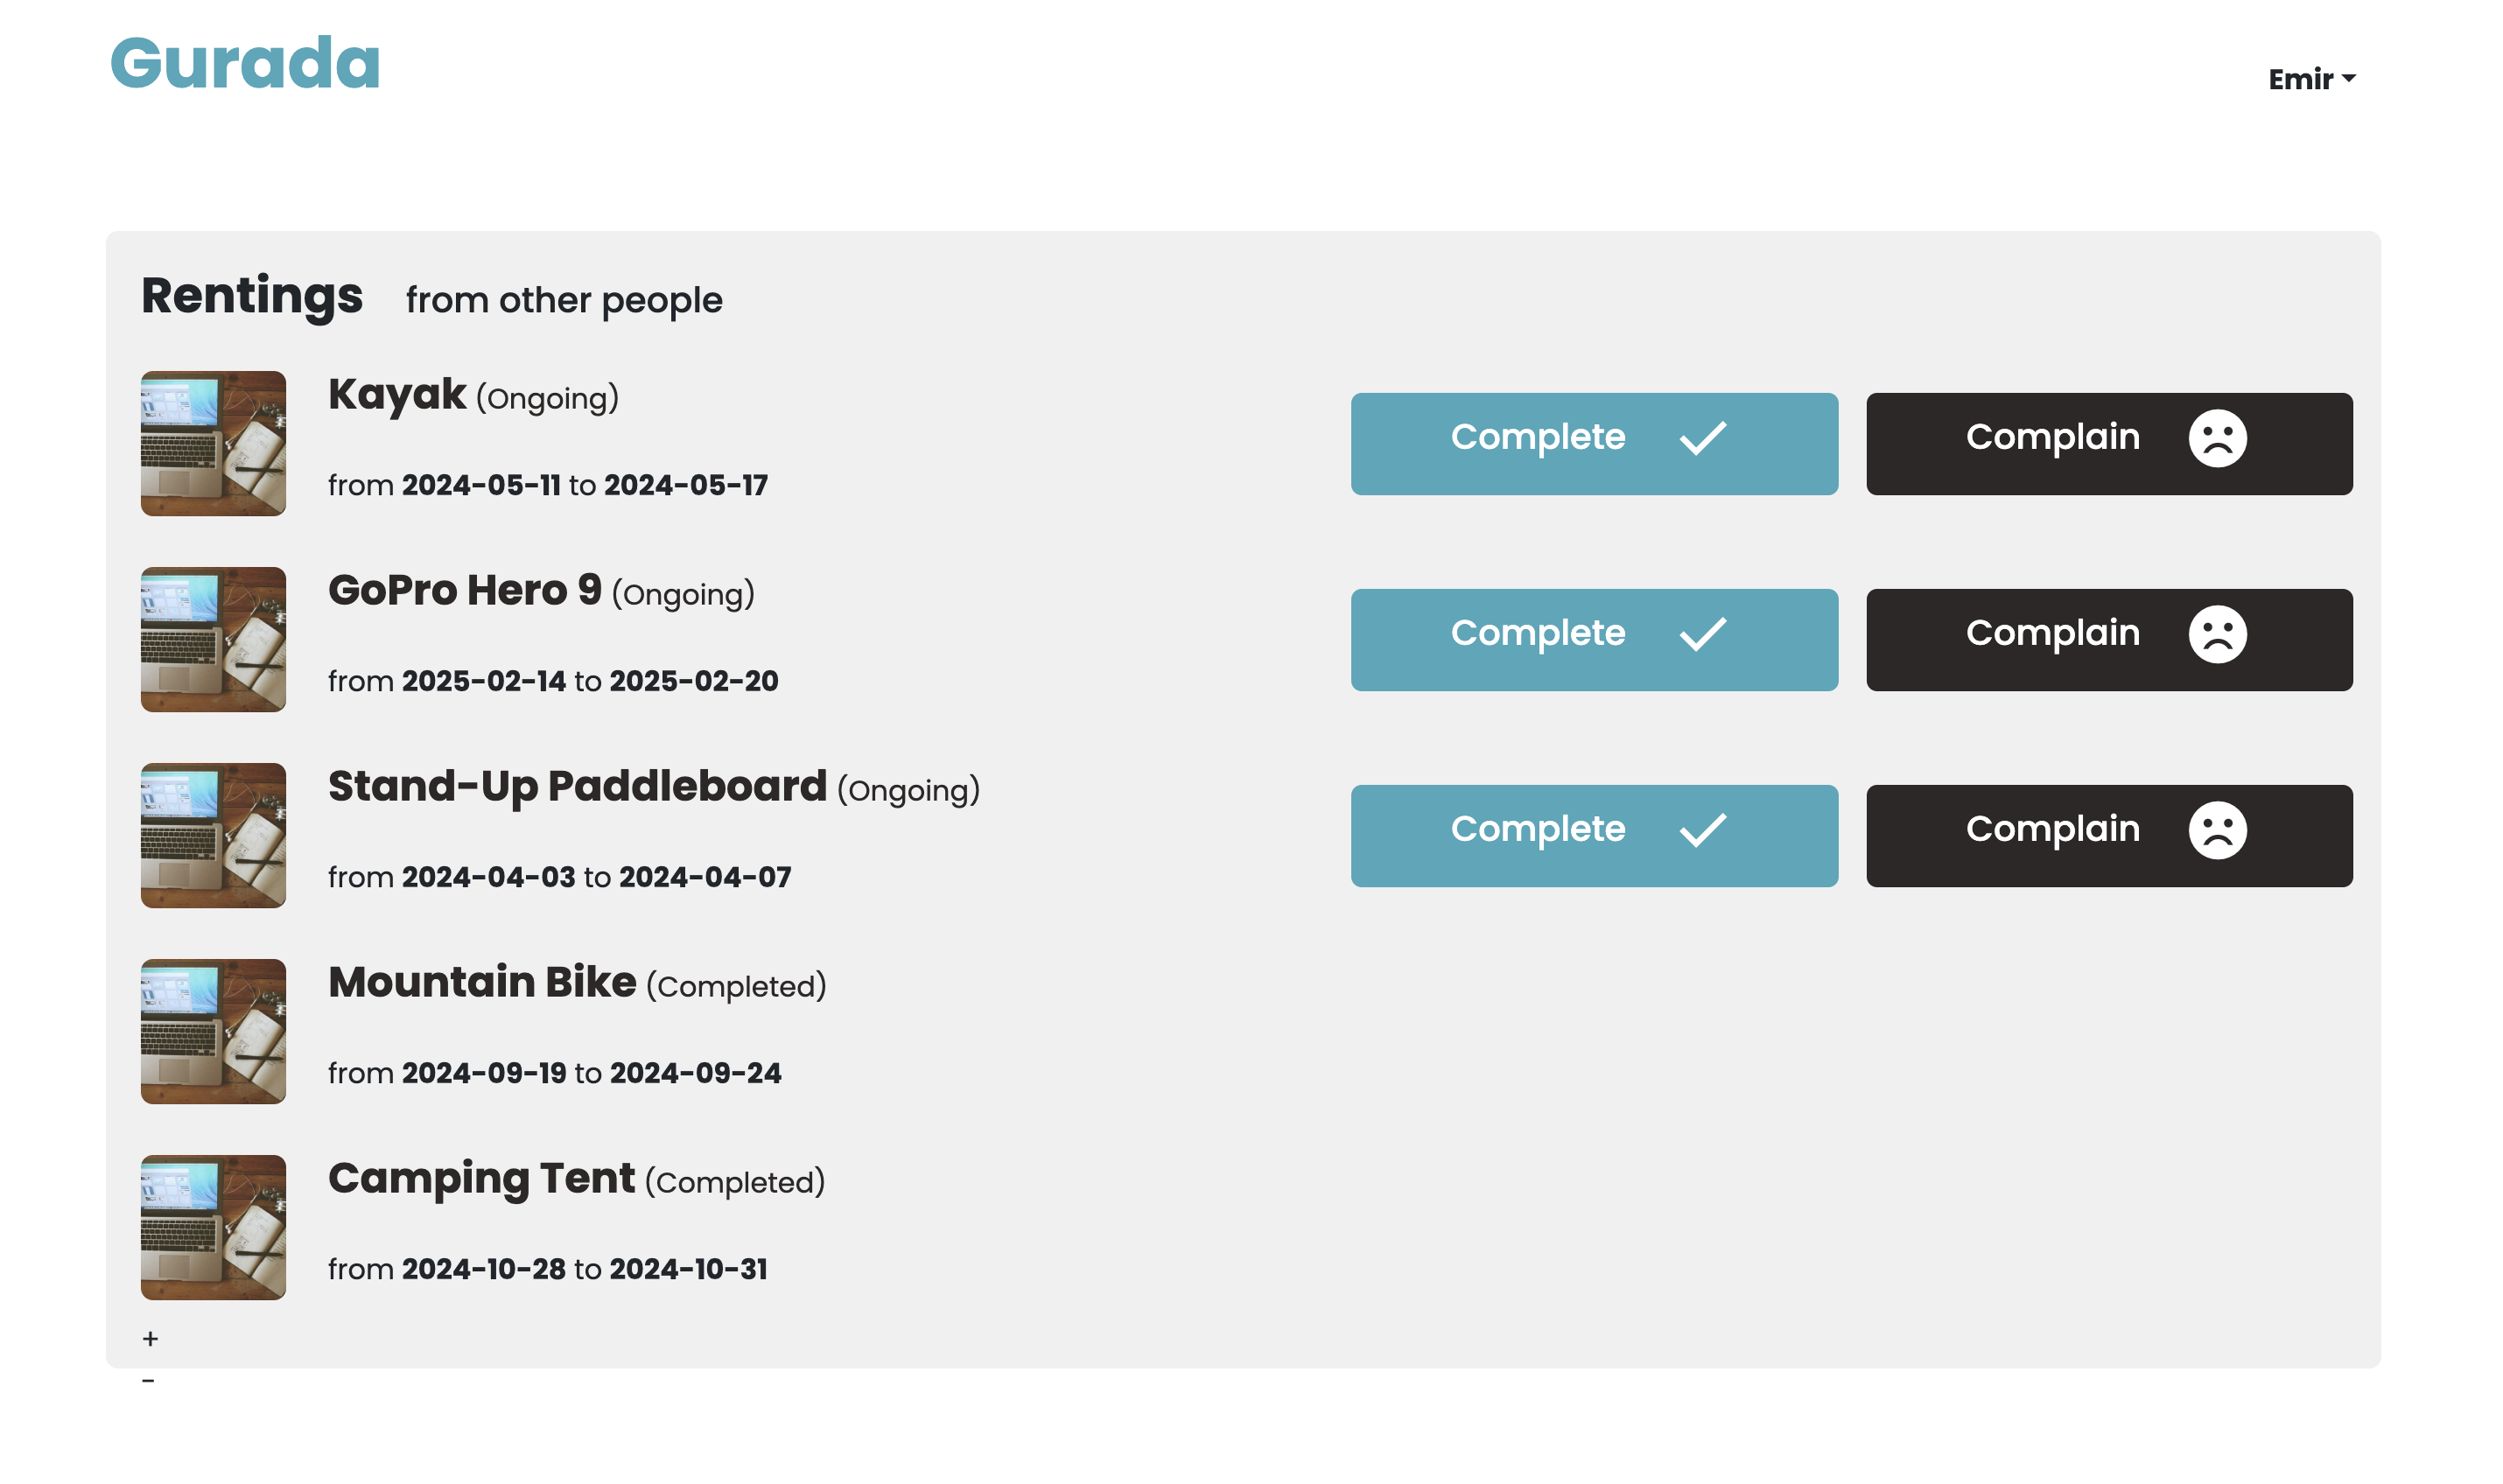 Gurada
Emir
Rentings from other people
Kayak (Ongoing)
from 2024-05-11 to 2024-05-17
Complete
Complain
GoPro Hero 9 (Ongoing)
from 2025-02-14 to 2025-02-20
Complete
Complain
Stand-Up Paddleboard (Ongoing)
from 2024-04-03 to 2024-04-07
Complete
Complain
Mountain Bike (Completed)
from 2024-09-19 to 2024-09-24
Camping Tent (Completed)
from 2024-10-28 to 2024-10-31
+
-